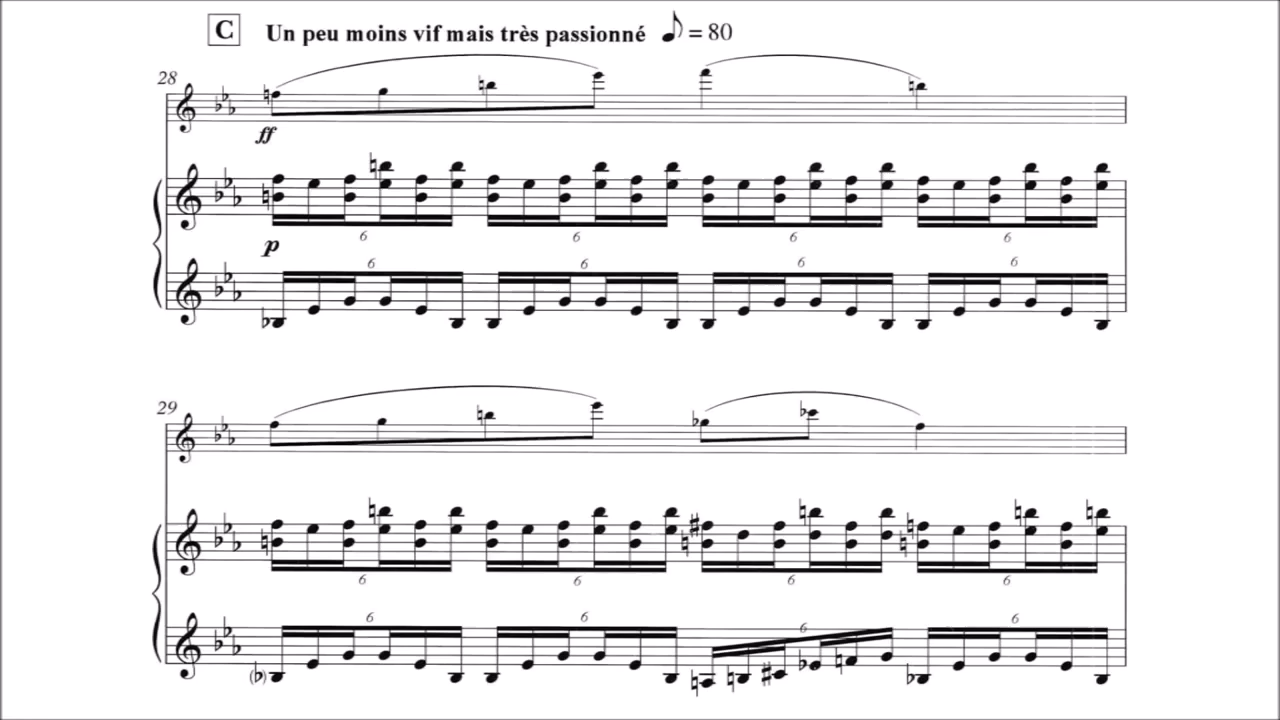 C Un peu moins vif mais très passionné ♪ = 80
28
ff
6 6 6 6
p
6 6 6 6
29
6 6 6 6
6 6 6 6